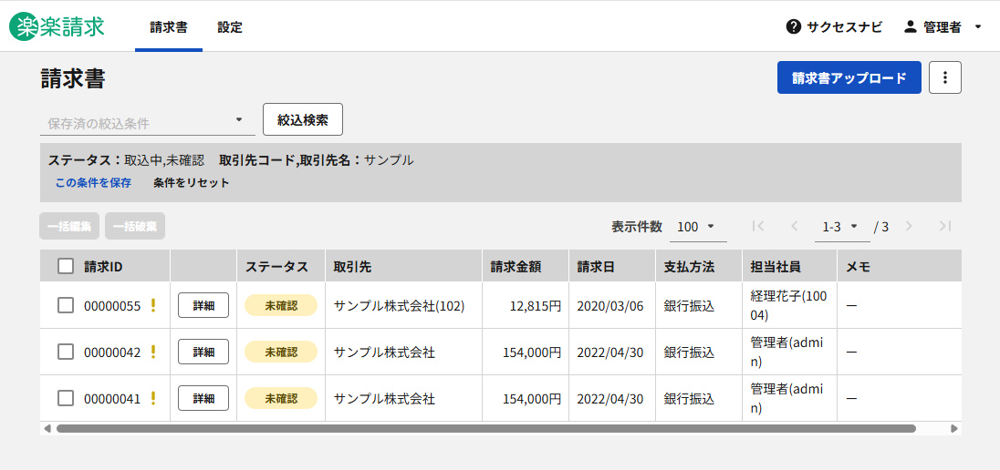 楽楽請求 請求書 設定 サクセスナビ 管理者
請求書 請求書アップロード
保存済の絞込条件 絞込検索
ステータス：取込中,未確認 取引先コード,取引先名：サンプル
この条件を保存 条件をリセット
一括編集 一括破棄 表示件数 100 1-3 / 3
請求ID ステータス 取引先 請求金額 請求日 支払方法 担当社員 メモ
00000055 詳細 未確認 サンプル株式会社(102) 12,815円 2020/03/06 銀行振込 経理花子(100
04) ー
00000042 詳細 未確認 サンプル株式会社 154,000円 2022/04/30 銀行振込 管理者(admi
n) ー
00000041 詳細 未確認 サンプル株式会社 154,000円 2022/04/30 銀行振込 管理者(admi
n) ー